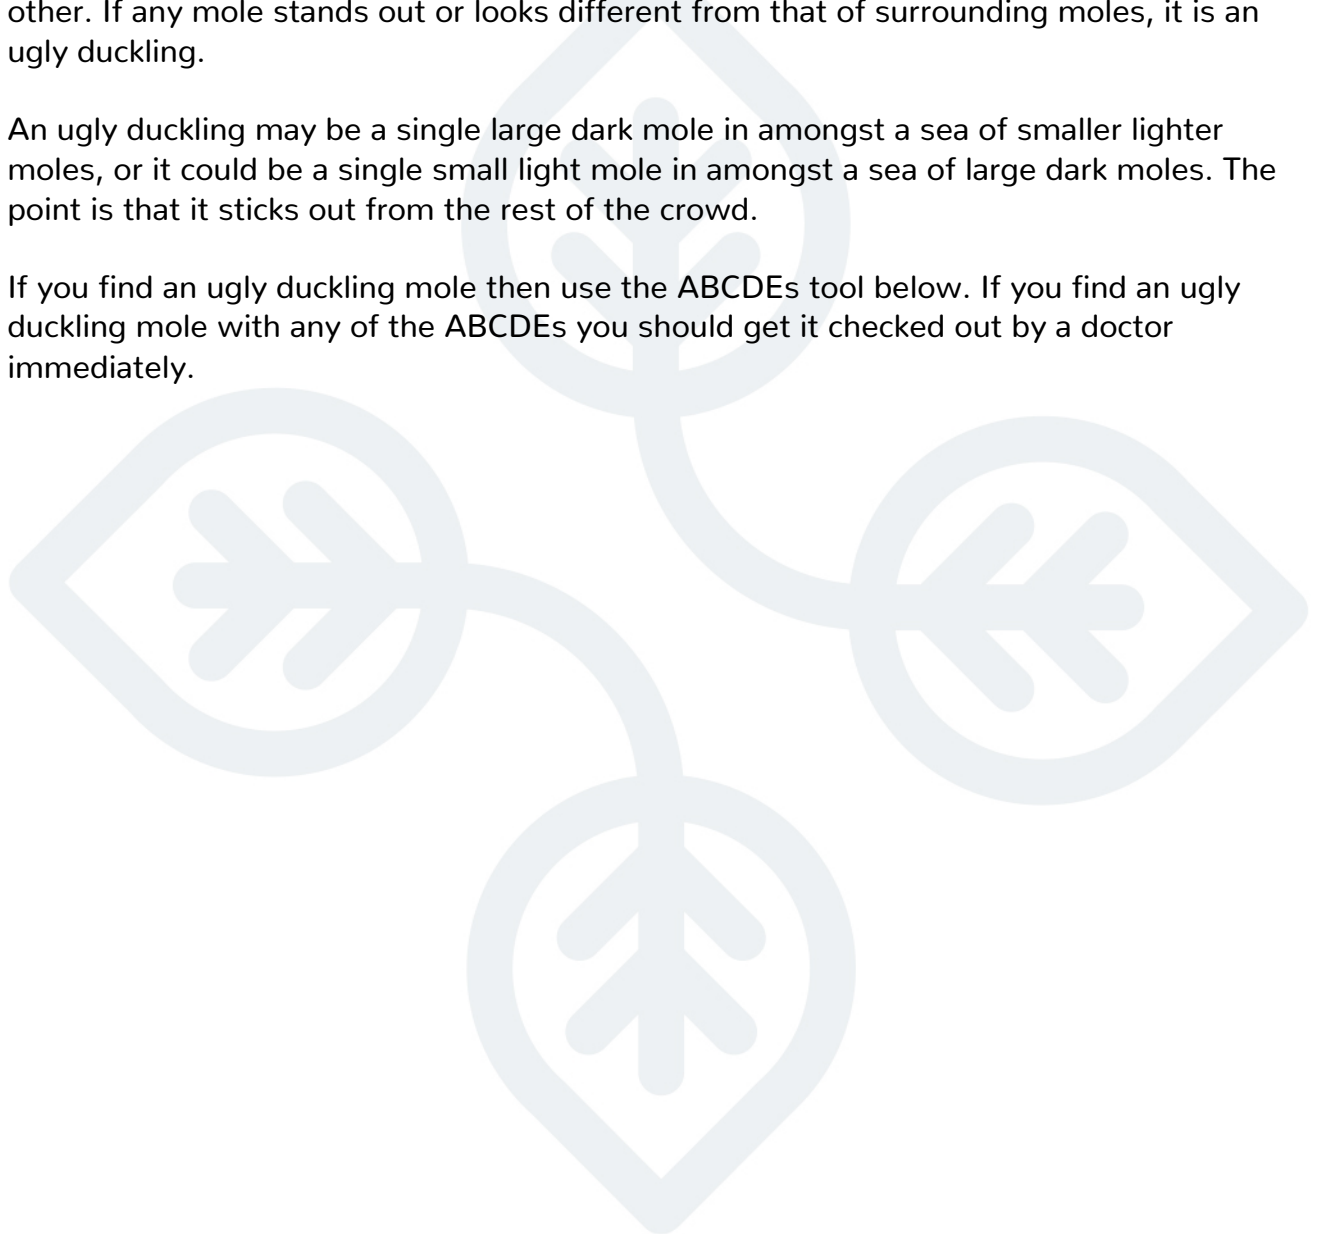 other. If any mole stands out or looks different from that of surrounding moles, it is an
ugly duckling.
An ugly duckling may be a single large dark mole in amongst a sea of smaller lighter
moles, or it could be a single small light mole in amongst a sea of large dark moles. The
point is that it sticks out from the rest of the crowd.
If you find an ugly duckling mole then use the ABCDEs tool below. If you find an ugly
duckling mole with any of the ABCDEs you should get it checked out by a doctor
immediately.